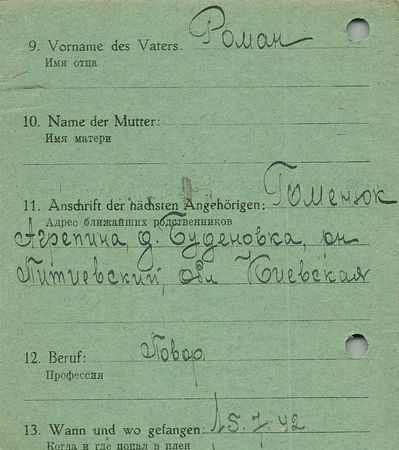 9. Vorname des Vaters. Роман
Имя отца
10. Name der Mutter:
Имя матери
11. Anschrift der nächsten Angehörigen: Гоменюк
Адрес ближайших родственников
Агрепина, д. Буденовка, рн
Питиевский, обл Киевская
12. Beruf: Повар
Профессия
13. Wann und wo gefangen: 15.7.42
Когда и где попал в плен